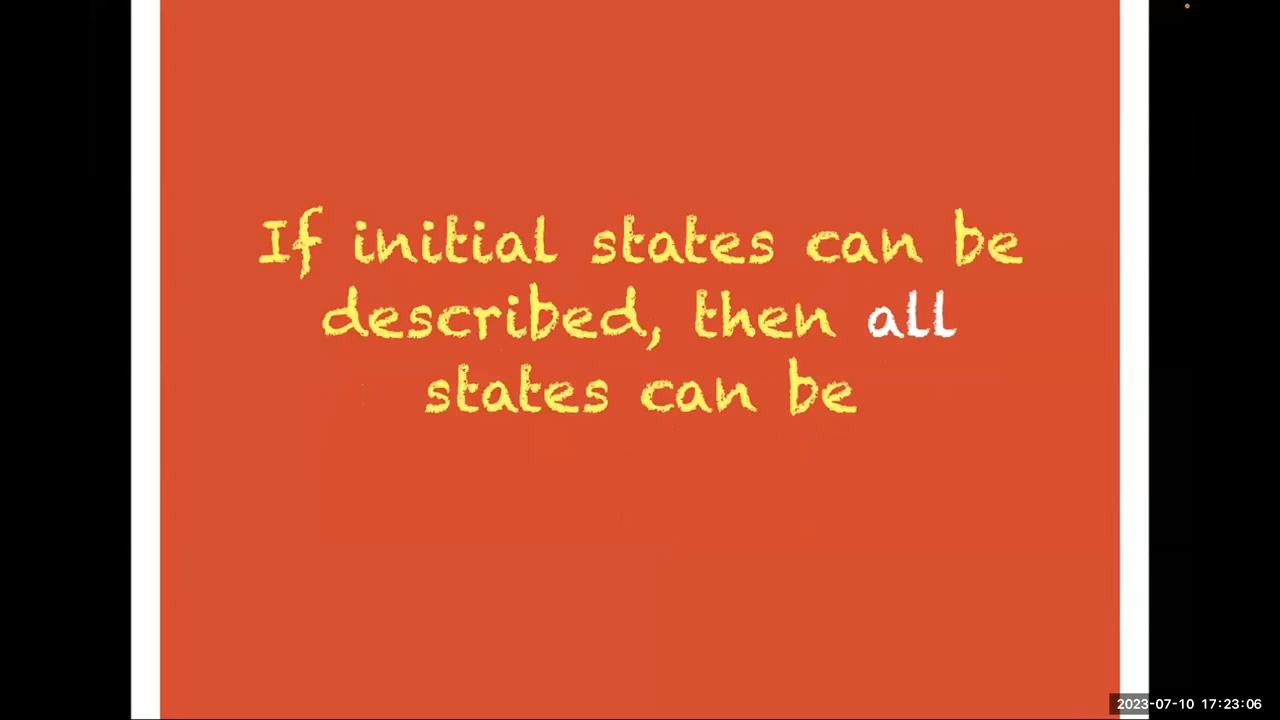 If initial states can be
described, then all
states can be
2023-07-10 17:23:06